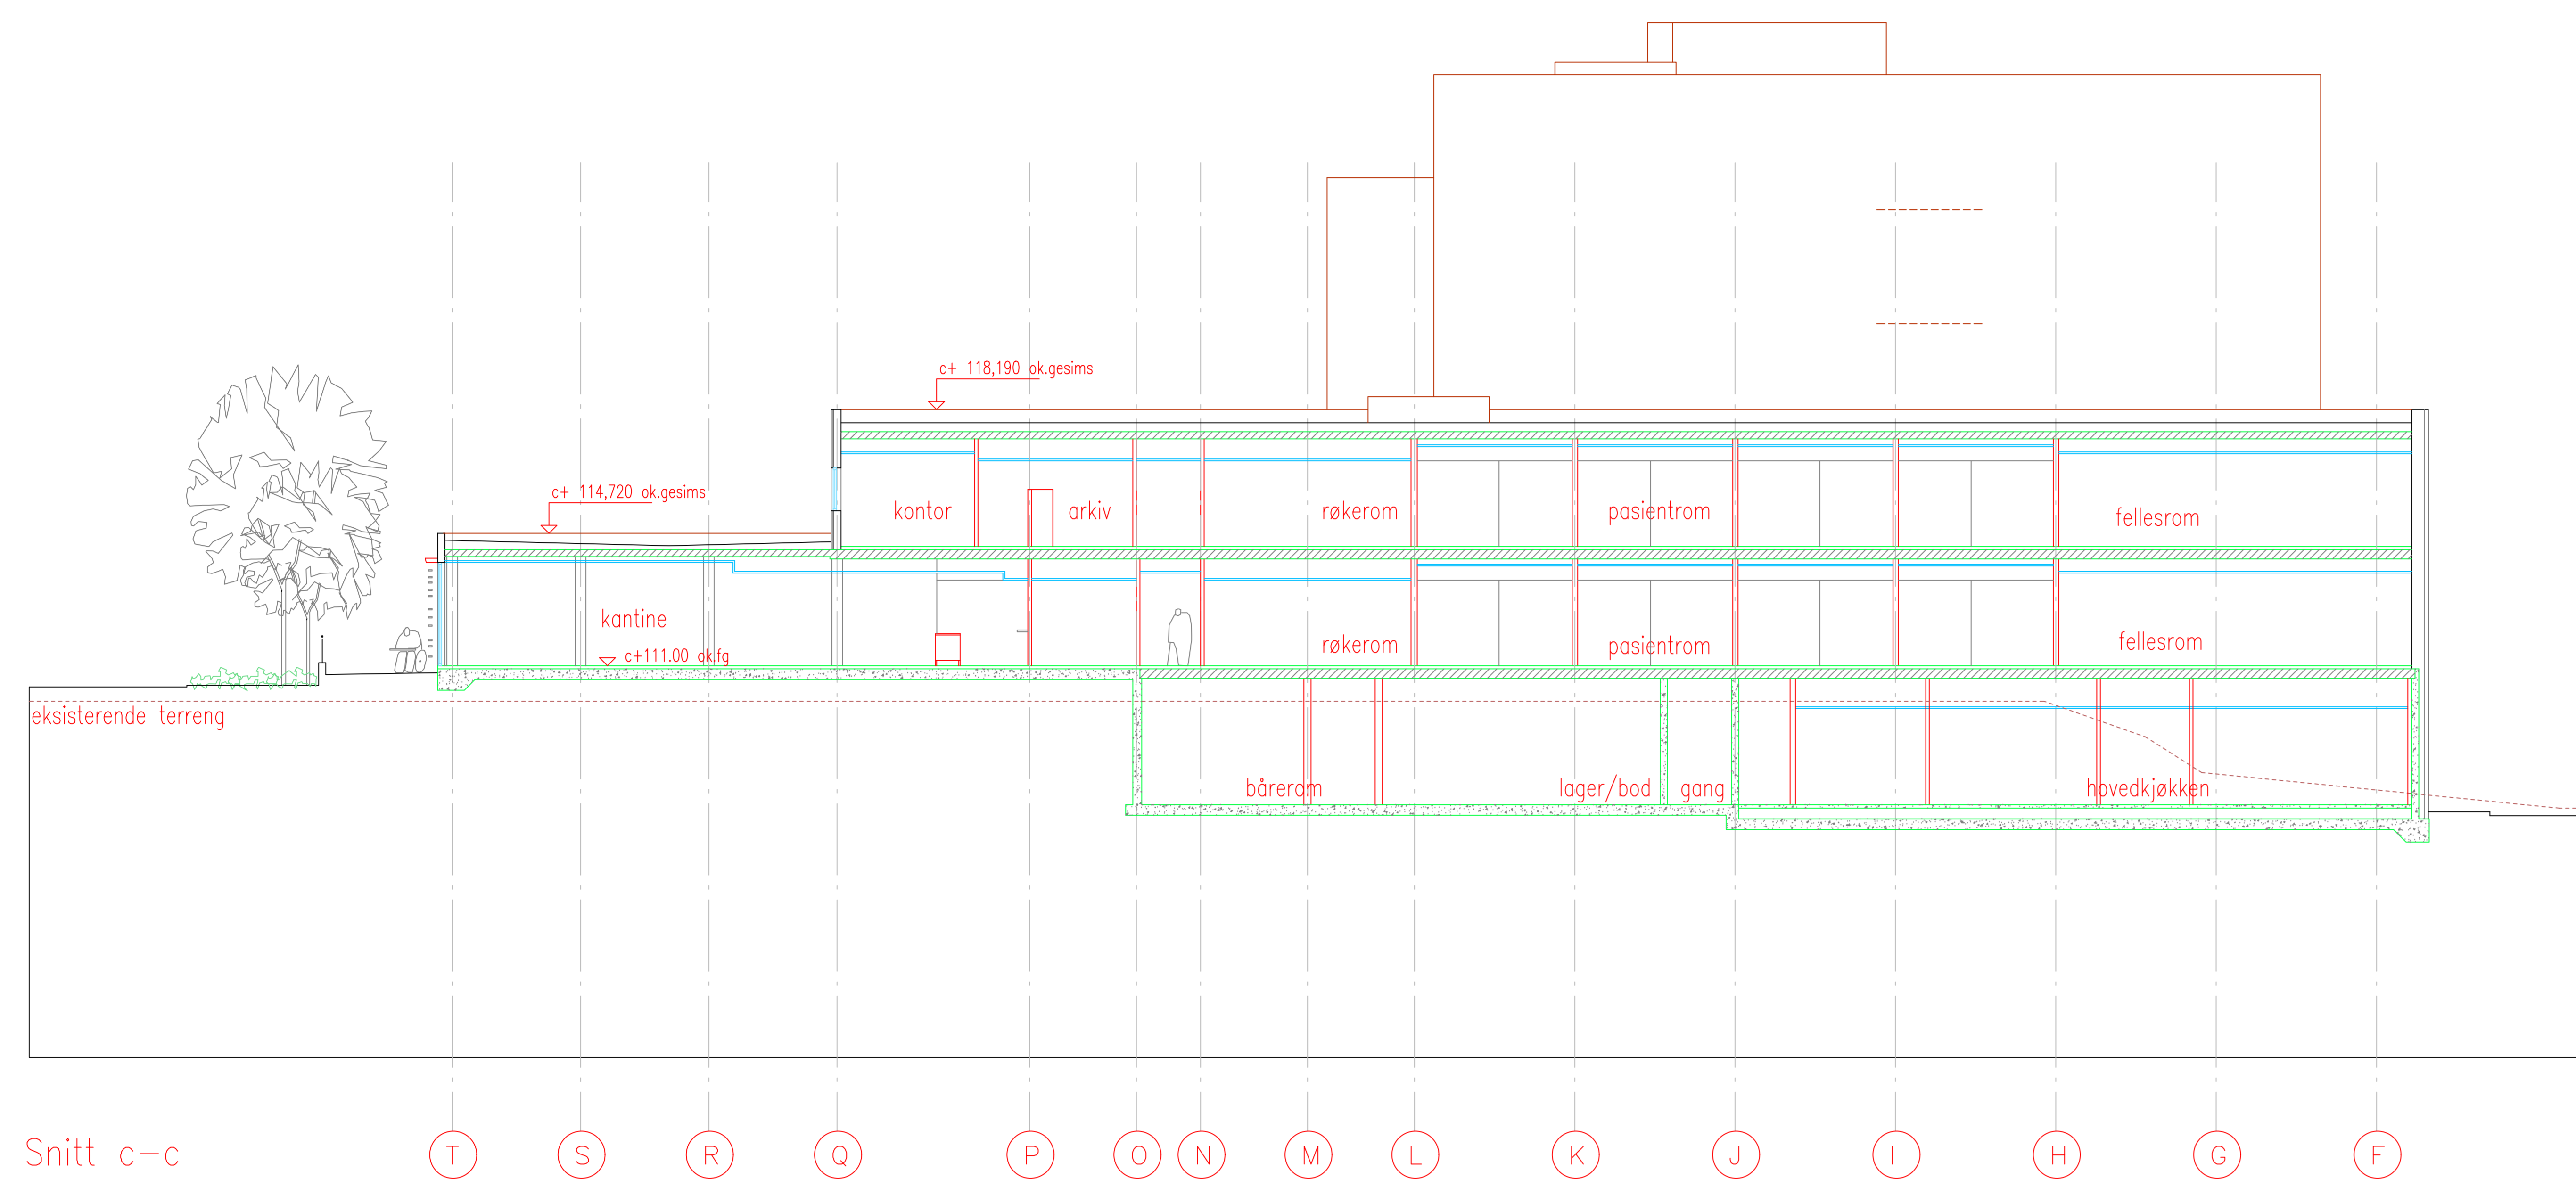 c+ 118,190 ok.gesims
c+ 114,720 ok.gesims
kontor
arkiv
røkerom
pasientrom
fellesrom
kantine
c+111.00 ok.fg
røkerom
pasientrom
fellesrom
eksisterende terreng
bårerom
lager/bod
gang
hovedkjøkken
Snitt c-c
T S R Q P O N M L K J I H G F